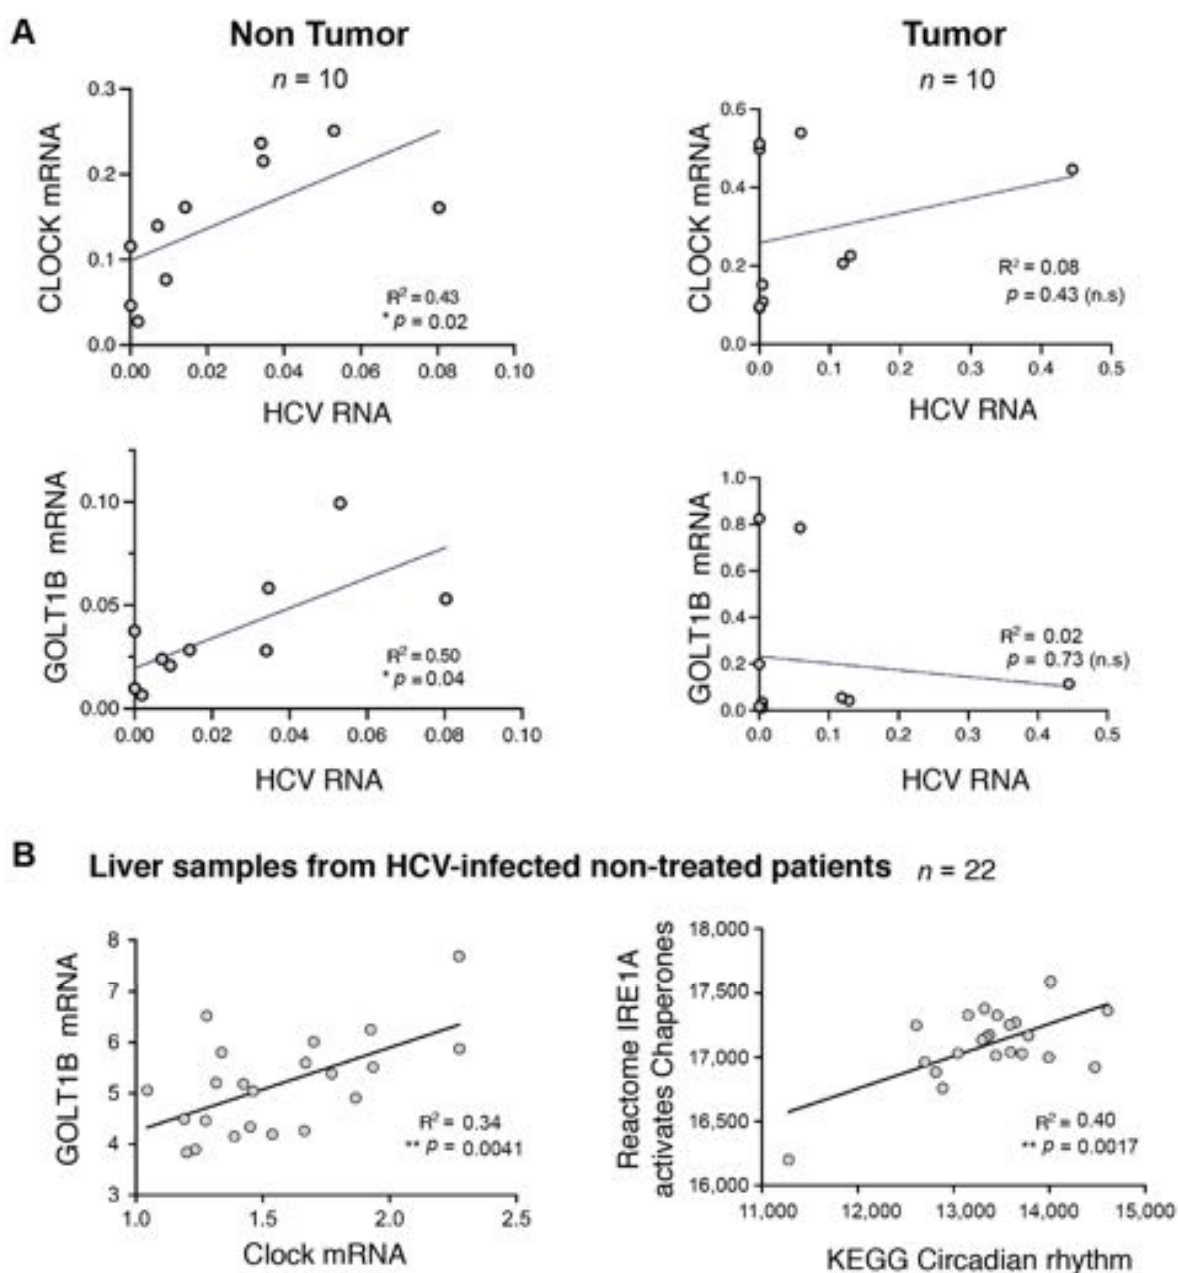 A
Non Tumor
n = 10
CLOCK mRNA
0.3
0.2
0.1
0.0
0.00 0.02 0.04 0.06 0.08 0.10
HCV RNA
R² = 0.43
* p = 0.02
Tumor
n = 10
CLOCK mRNA
0.6
0.4
0.2
0.0
0.0 0.1 0.2 0.3 0.4 0.5
HCV RNA
R² = 0.08
p = 0.43 (n.s)
GOLT1B mRNA
0.10
0.05
0.00
0.00 0.02 0.04 0.06 0.08 0.10
HCV RNA
R² = 0.50
* p = 0.04
GOLT1B mRNA
1.0
0.8
0.6
0.4
0.2
0.0
0.0 0.1 0.2 0.3 0.4 0.5
HCV RNA
R² = 0.02
p = 0.73 (n.s)
B
Liver samples from HCV-infected non-treated patients n = 22
GOLT1B mRNA
8
7
6
5
4
3
1.0 1.5 2.0 2.5
Clock mRNA
R² = 0.34
** p = 0.0041
Reactome IRE1A
activates Chaperones
18,000
17,500
17,000
16,500
16,000
11,000 12,000 13,000 14,000 15,000
KEGG Circadian rhythm
R² = 0.40
** p = 0.0017